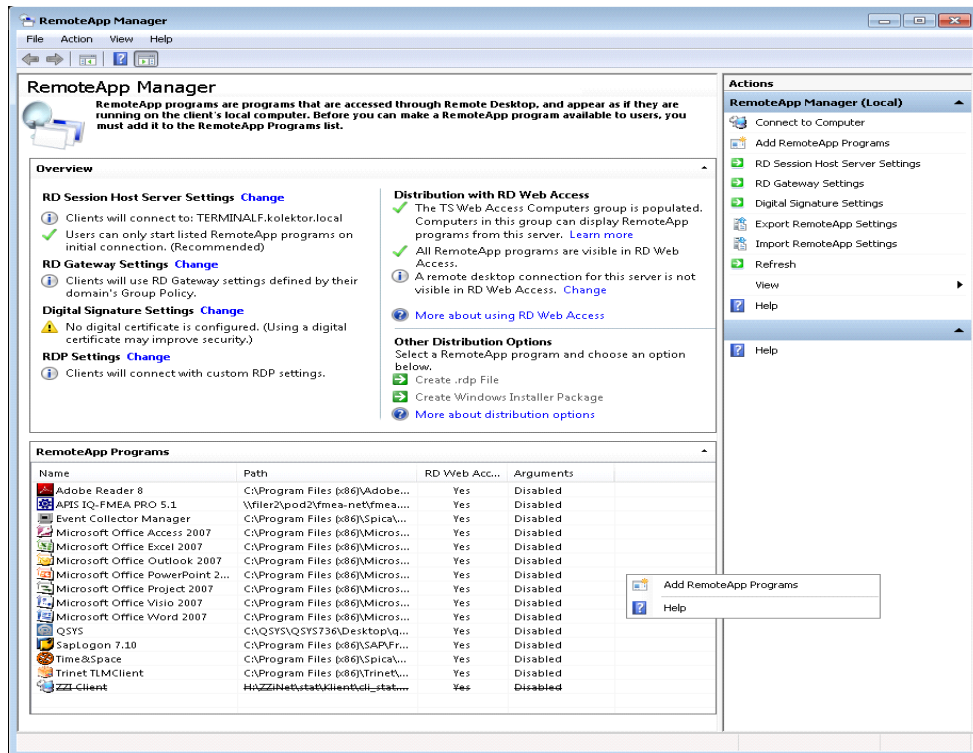 RemoteApp Manager
File Action View Help
RemoteApp Manager
RemoteApp programs are programs that are accessed through Remote Desktop, and appear as if they are
running on the client's local computer. Before you can make a RemoteApp program available to users, you
must add it to the RemoteApp Programs list.
Overview
RD Session Host Server Settings Change
Clients will connect to: TERMINALF.kolektor.local
Users can only start listed RemoteApp programs on
initial connection. (Recommended)
RD Gateway Settings Change
Clients will use RD Gateway settings defined by their
domain's Group Policy.
Digital Signature Settings Change
No digital certificate is configured. (Using a digital
certificate may improve security.)
RDP Settings Change
Clients will connect with custom RDP settings.
Distribution with RD Web Access
The TS Web Access Computers group is populated.
Computers in this group can display RemoteApp
programs from this server. Learn more
All RemoteApp programs are visible in RD Web
Access.
A remote desktop connection for this server is not
visible in RD Web Access. Change
More about using RD Web Access
Other Distribution Options
Select a RemoteApp program and choose an option
below.
Create .rdp File
Create Windows Installer Package
More about distribution options
RemoteApp Programs
Name Path RD Web Acc... Arguments
Adobe Reader 8 C:\Program Files (x86)\Adobe... Yes Disabled
APIS IQ-FMEA PRO 5.1 \\filer2\pod2\fmea-net\fmea.... Yes Disabled
Event Collector Manager C:\Program Files (x86)\Spica\... Yes Disabled
Microsoft Office Access 2007 C:\Program Files (x86)\Micros... Yes Disabled
Microsoft Office Excel 2007 C:\Program Files (x86)\Micros... Yes Disabled
Microsoft Office Outlook 2007 C:\Program Files (x86)\Micros... Yes Disabled
Microsoft Office PowerPoint 2... C:\Program Files (x86)\Micros... Yes Disabled
Microsoft Office Project 2007 C:\Program Files (x86)\Micros... Yes Disabled
Microsoft Office Visio 2007 C:\Program Files (x86)\Micros... Yes Disabled
Microsoft Office Word 2007 C:\Program Files (x86)\Micros... Yes Disabled
QSYS C:\QSYS\QSYS736\Desktop\q... Yes Disabled
SapLogon 7.10 C:\Program Files (x86)\SAP\Fr... Yes Disabled
Time&Space C:\Program Files (x86)\Spica\... Yes Disabled
Trinet TLMClient C:\Program Files (x86)\Trinet\... Yes Disabled
ZZI Client H:\ZZiNet\stat\Klient\cli_stat.... Yes Disabled
Add RemoteApp Programs
Help
Actions
RemoteApp Manager (Local)
Connect to Computer
Add RemoteApp Programs
RD Session Host Server Settings
RD Gateway Settings
Digital Signature Settings
Export RemoteApp Settings
Import RemoteApp Settings
Refresh
View
Help
Help